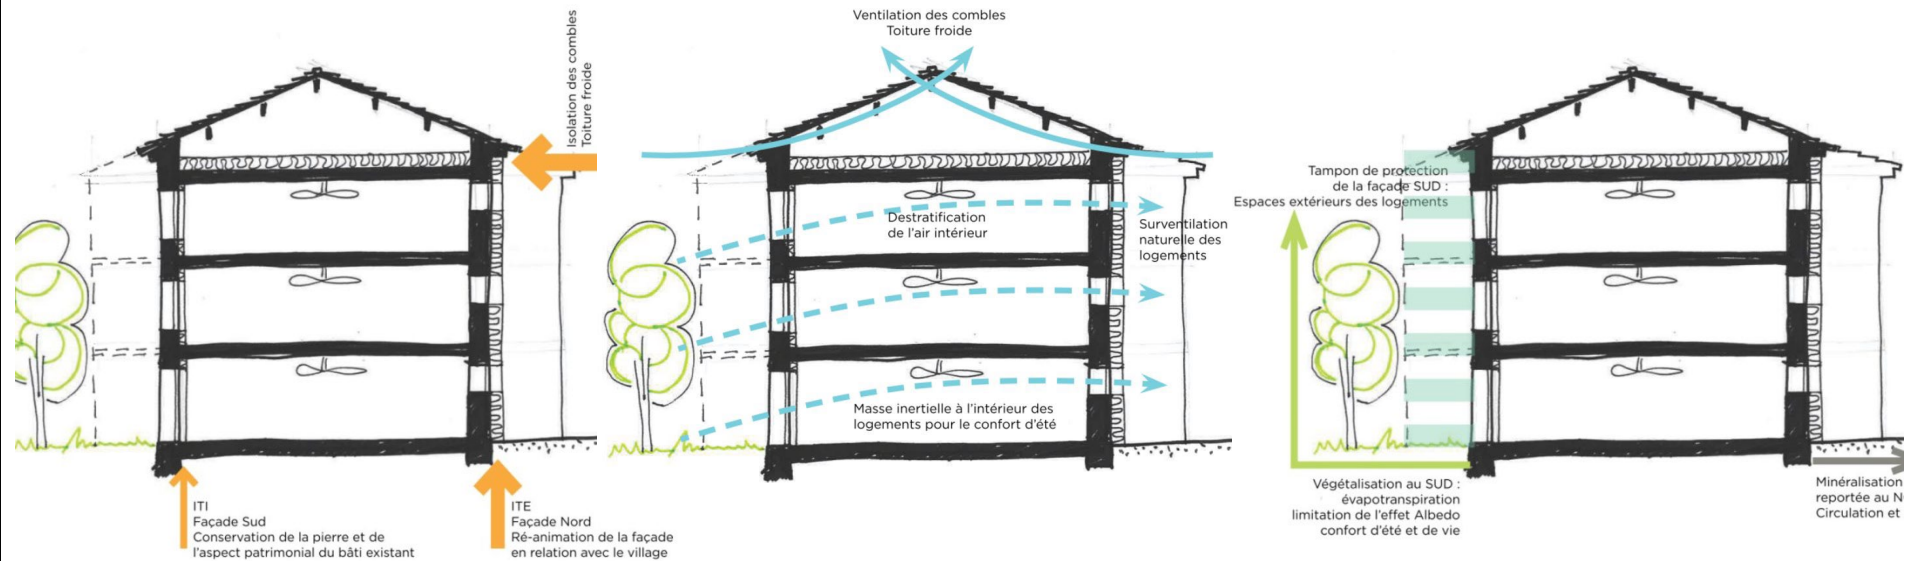 Isolation des combles
Toiture froide
ITI
Façade Sud
Conservation de la pierre et de
l'aspect patrimonial du bâti existant
ITE
Façade Nord
Ré-animation de la façade
en relation avec le village
Ventilation des combles
Toiture froide
Destratification
de l'air intérieur
Surventilation
naturelle des
logements
Masse inertielle à l'intérieur des
logements pour le confort d'été
Tampon de protection
de la façade SUD :
Espaces extérieurs des logements
Végétalisation au SUD :
évapotranspiration
limitation de l'effet Albedo
confort d'été et de vie
Minéralisation
reportée au N
Circulation et